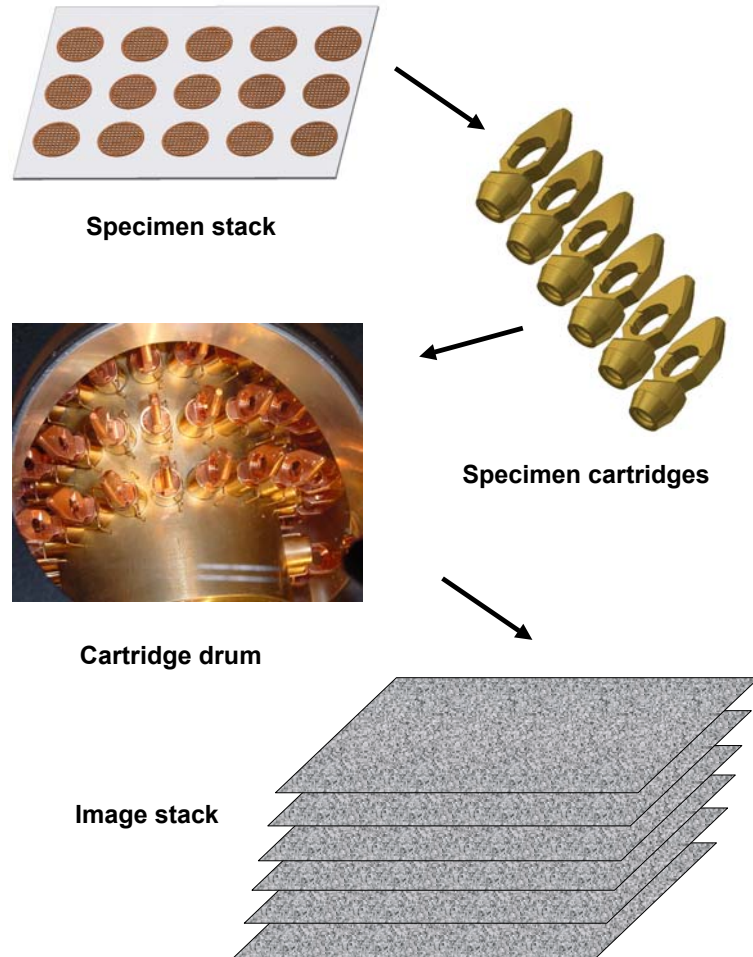 Specimen stack
Specimen cartridges
Cartridge drum
Image stack